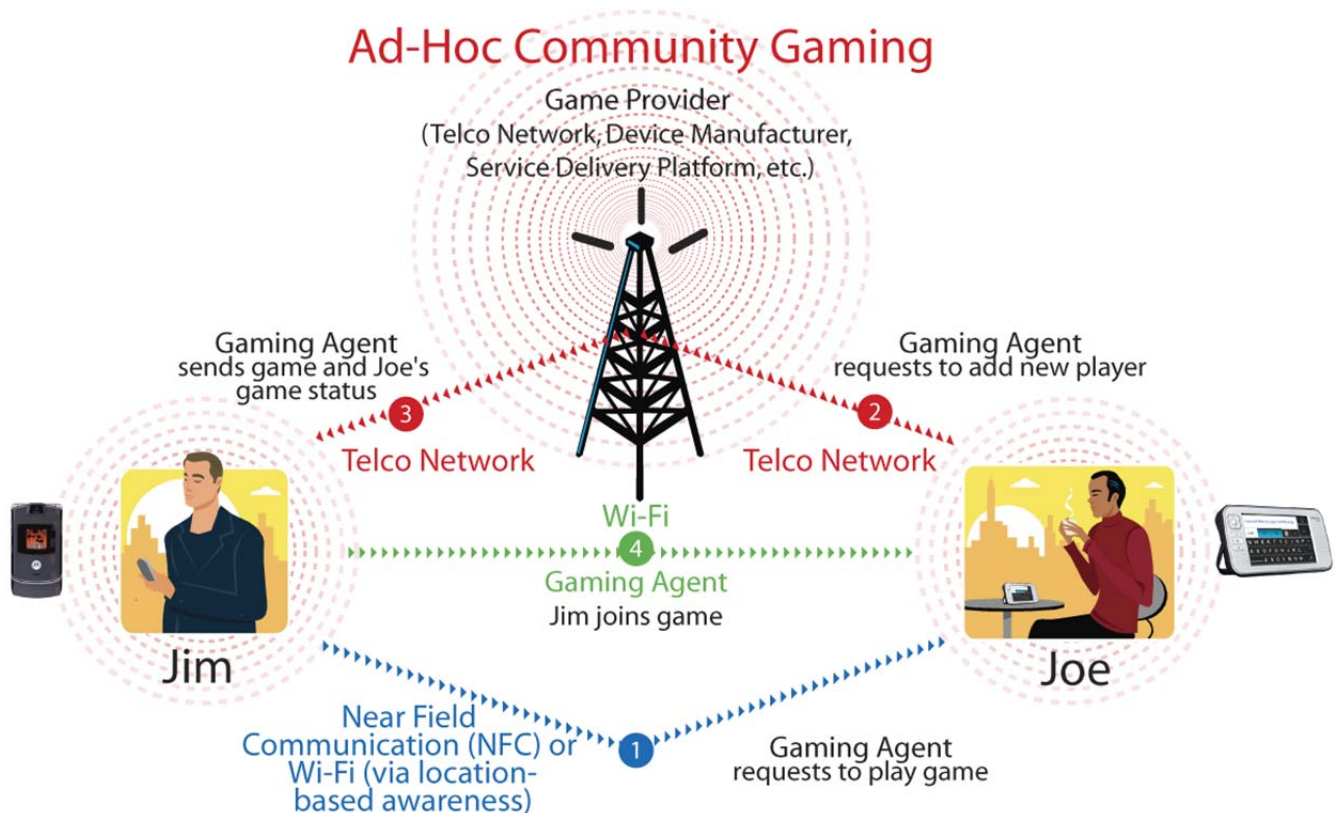 Ad-Hoc Community Gaming
Game Provider
(Telco Network, Device Manufacturer,
Service Delivery Platform, etc.)
Gaming Agent
sends game and Joe's
game status
Gaming Agent
requests to add new player
3
2
Telco Network
Telco Network
Wi-Fi
4
Gaming Agent
Jim joins game
Jim
Joe
Near Field
Communication (NFC) or
Wi-Fi (via location-
based awareness)
1
Gaming Agent
requests to play game